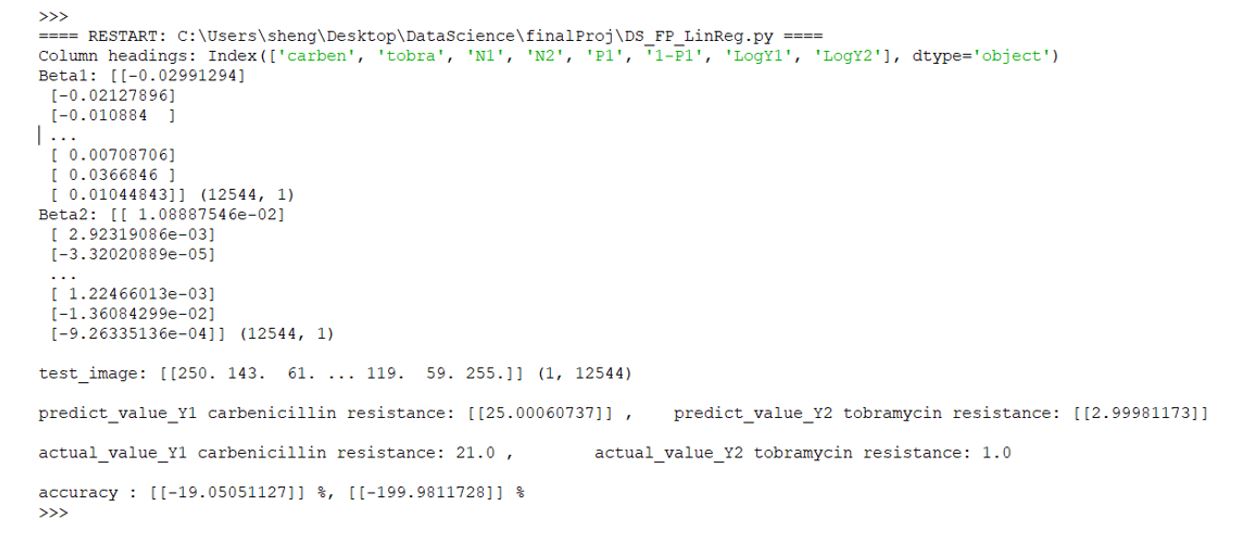 >>>
==== RESTART: C:\Users\sheng\Desktop\DataScience\finalProj\DS_FP_LinReg.py ====
Column headings: Index(['carben', 'tobra', 'N1', 'N2', 'P1', '1-P1', 'LogY1', 'LogY2'], dtype='object')
Beta1: [[-0.02991294]
 [-0.02127896]
 [-0.010884  ]
 ...
 [ 0.00708706]
 [ 0.0366846 ]
 [ 0.01044843]] (12544, 1)
Beta2: [[ 1.08887546e-02]
 [ 2.92319086e-03]
 [-3.32020889e-05]
 ...
 [ 1.22466013e-03]
 [-1.36084299e-02]
 [-9.26335136e-04]] (12544, 1)
test_image: [[250. 143.  61. ... 119.  59. 255.]] (1, 12544)
predict_value_Y1 carbenicillin resistance: [[25.00060737]] ,    predict_value_Y2 tobramycin resistance: [[2.99981173]]
actual_value_Y1 carbenicillin resistance: 21.0 ,        actual_value_Y2 tobramycin resistance: 1.0
accuracy : [[-19.05051127]] %, [[-199.9811728]] %
>>>